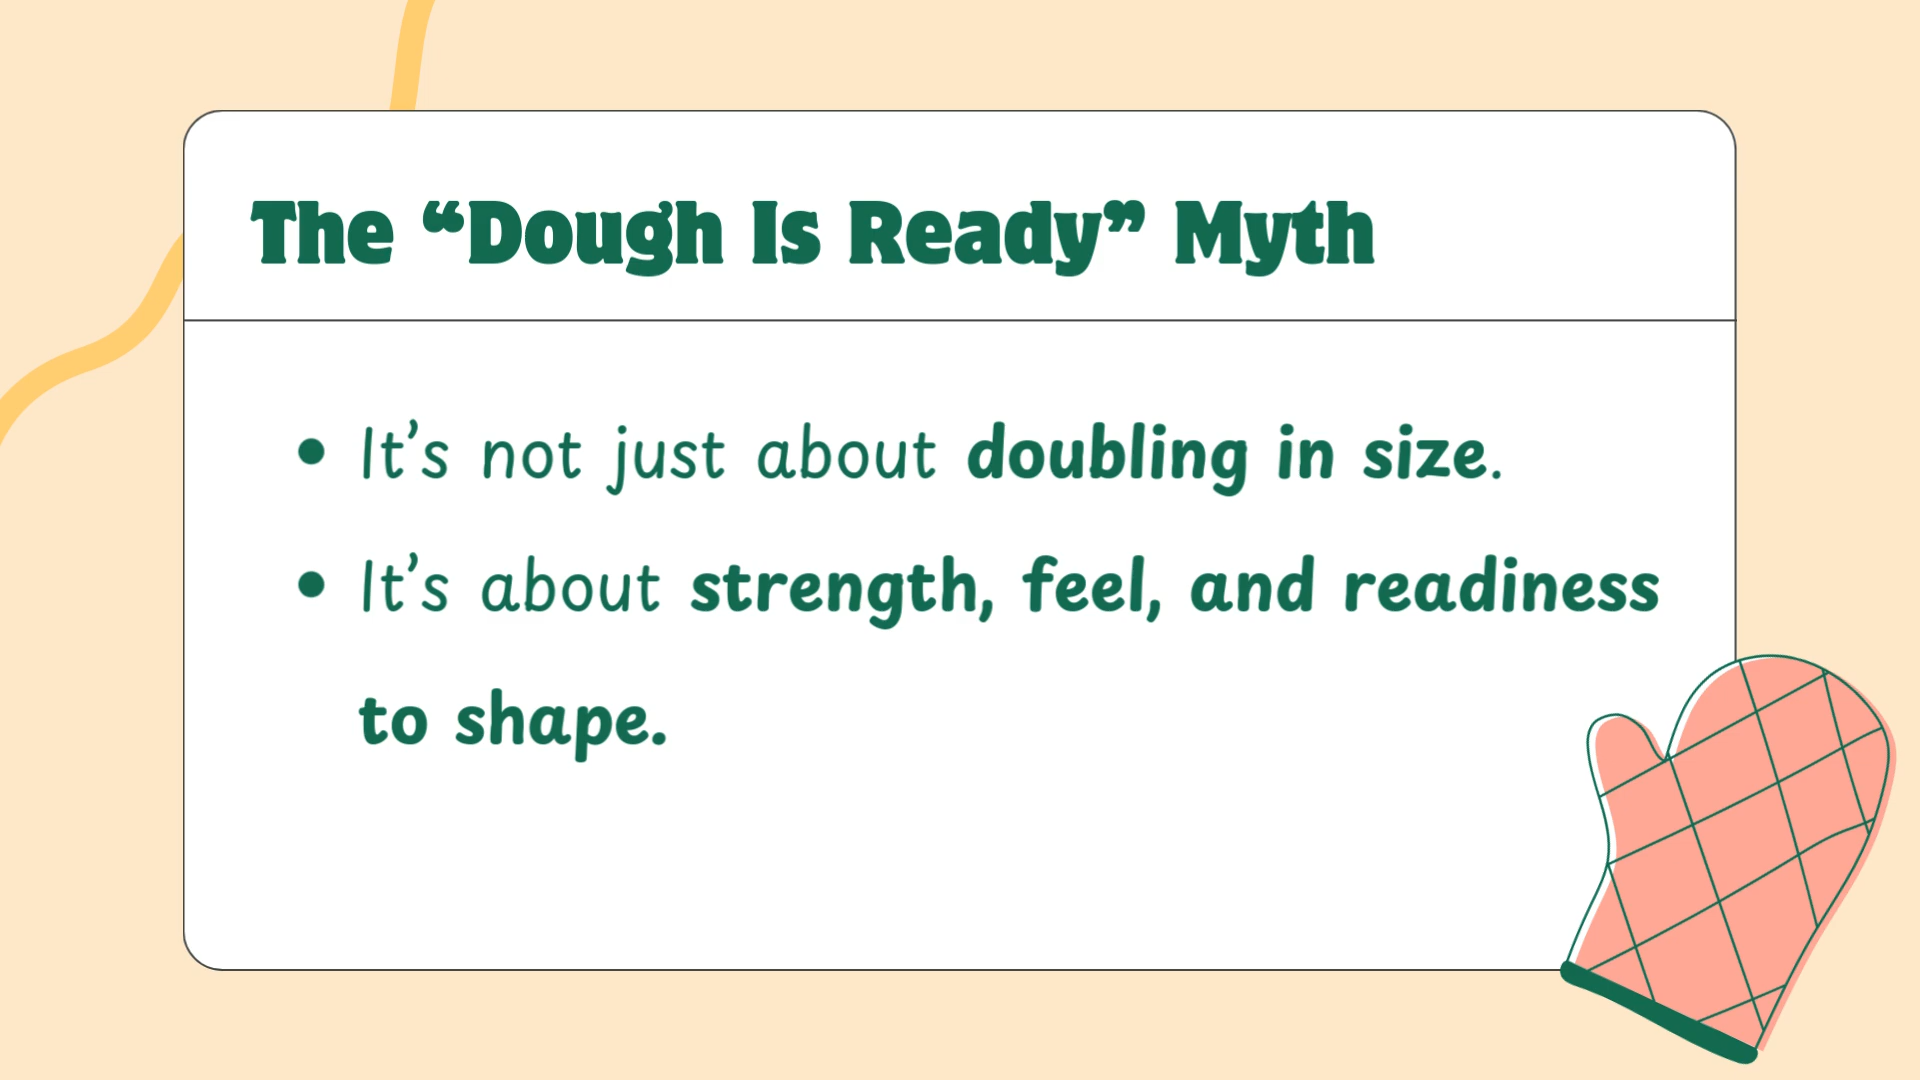 The “Dough Is Ready” Myth
• It’s not just about doubling in size.
• It’s about strength, feel, and readiness
to shape.